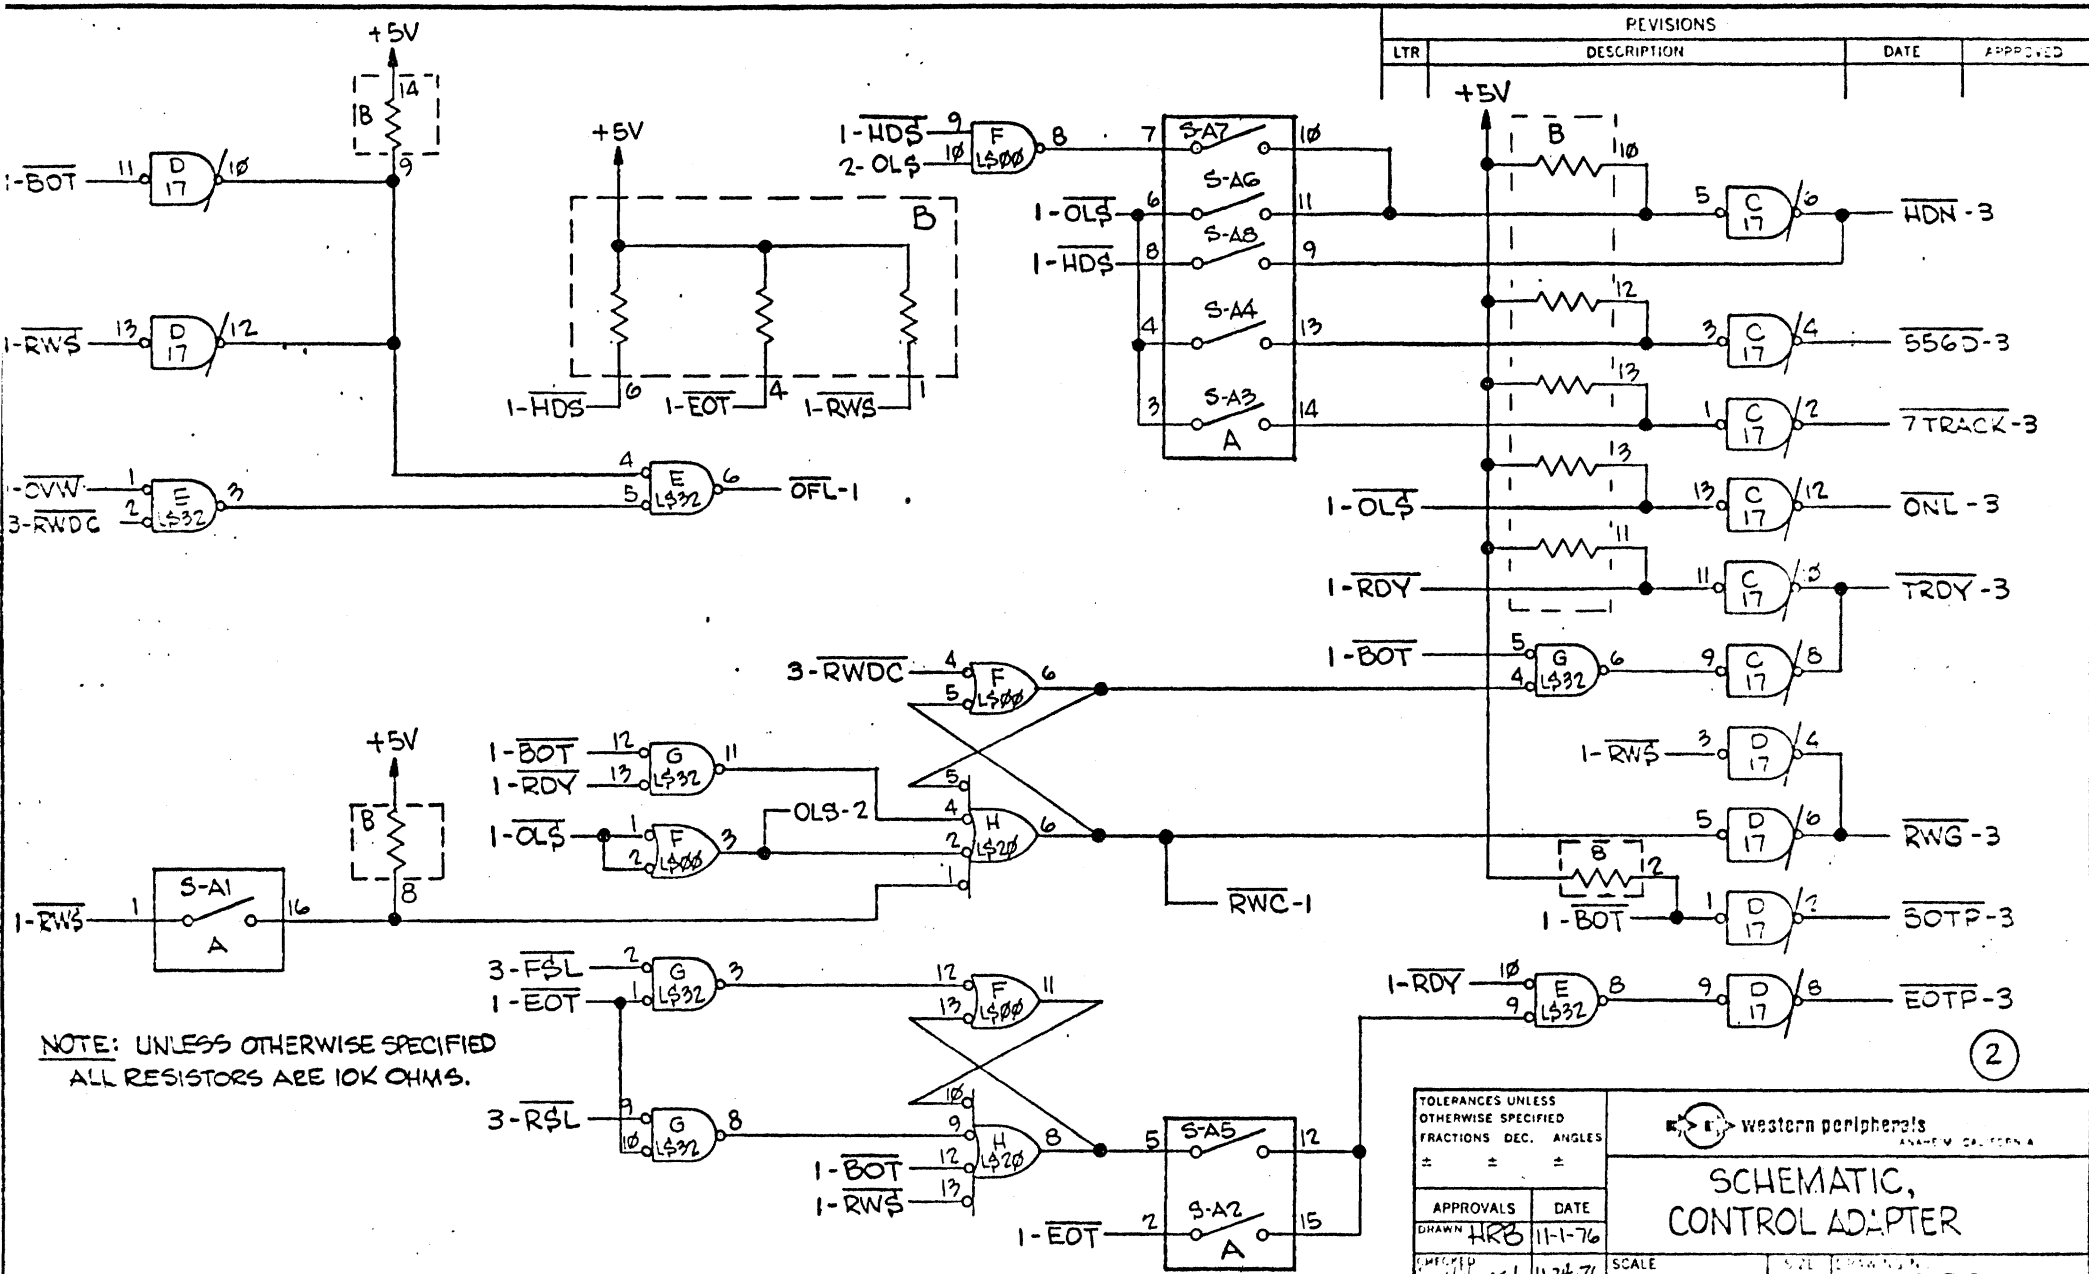 REVISIONS
LTR DESCRIPTION DATE APPROVED
+5V
14
B
9
1-BOT 11 D 17 10
1-RWS 13 D 17 12
1-OVW 1
3-RWDC 2
E LS32 3
4
5
E LS32 6 OFL-1
+5V
B
1-HDS 6 1-EOT 4 1-RWS 1
1-HDS 9
2-OLS 10
F LS00 8
7 S-A7 10
1-OLS 6 S-A6 11
1-HDS 8 S-A8 9
4 S-A4 13
3 S-A3 14
A
+5V
B
10
5 C 17 6 HDN-3
12
3 C 17 4 556D-3
13
1 C 17 2 7TRACK-3
3
1-OLS 13 C 17 12 ONL-3
11
1-RDY 11 C 17 TRDY-3
1-BOT 5
4
G LS32 6
9 C 17 8
3-RWDC 4
5
F LS00 6
1-RWS 3 D 17 4
1-BOT 12
1-RDY 13
G LS32 11
1-OLS 1
2
F LS00 3
OLS-2
5
4
2
1
H LS20 6
RWC-1
5 D 17 6 RWG-3
+5V
B
8
1-RWS 1 S-A1 16
A
B
2
1-BOT 1 D 17 BOTP-3
3-FSL 2
1-EOT 1
G LS32 3
12
13
F LS00 11
1-RDY 10
9
E LS32 8
9 D 17 8 EOTP-3
2
NOTE: UNLESS OTHERWISE SPECIFIED
ALL RESISTORS ARE 10K OHMS.
3-RSL 9
10
G LS32 8
10
9
1-BOT 12
1-RWS 13
H LS20 8
5 S-A5 12
1-EOT 2 S-A2 15
A
TOLERANCES UNLESS
OTHERWISE SPECIFIED
FRACTIONS DEC. ANGLES
± ± ±
APPROVALS DATE
DRAWN HRB 11-1-76
CHECKED
western peripherals
ANAHEIM, CALIFORNIA
SCHEMATIC,
CONTROL ADAPTER
SCALE SIZE